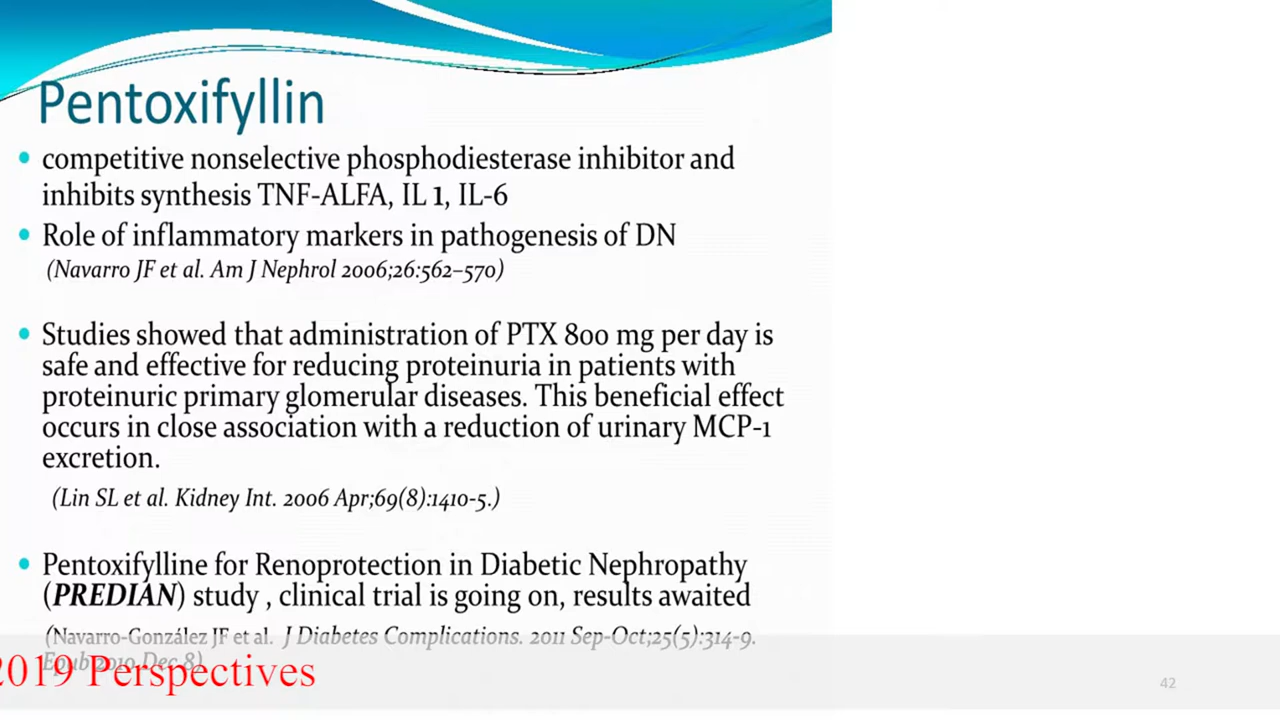 Pentoxifyllin
• competitive nonselective phosphodiesterase inhibitor and
inhibits synthesis TNF-ALFA, IL 1, IL-6
• Role of inflammatory markers in pathogenesis of DN
(Navarro JF et al. Am J Nephrol 2006;26:562–570)
• Studies showed that administration of PTX 800 mg per day is
safe and effective for reducing proteinuria in patients with
proteinuric primary glomerular diseases. This beneficial effect
occurs in close association with a reduction of urinary MCP-1
excretion.
(Lin SL et al. Kidney Int. 2006 Apr;69(8):1410-5.)
• Pentoxifylline for Renoprotection in Diabetic Nephropathy
(PREDIAN) study , clinical trial is going on, results awaited
(Navarro-González JF et al. J Diabetes Complications. 2011 Sep-Oct;25(5):314-9.
Epub 2010 Dec 8)
2019 Perspectives
42